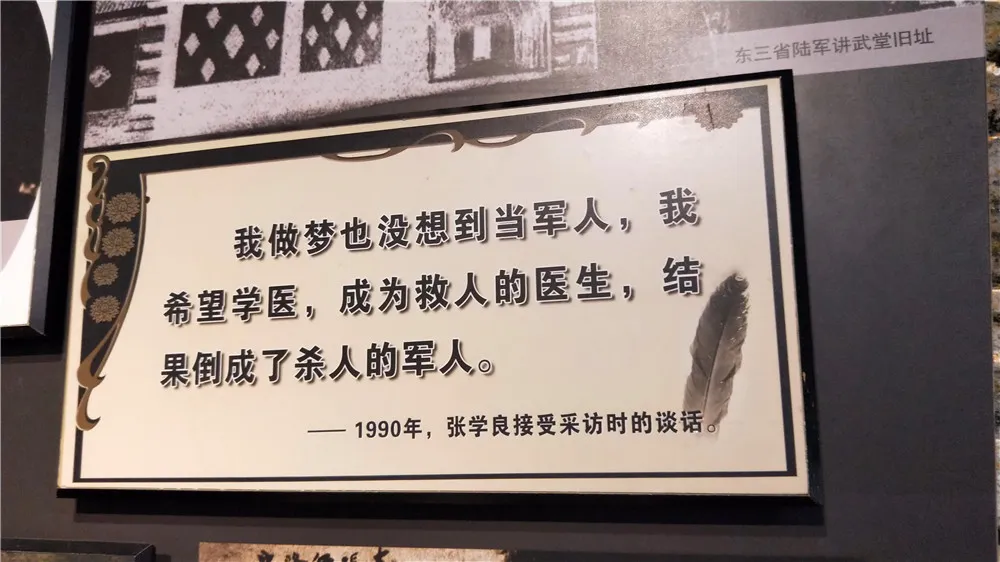 东三省陆军讲武堂旧址
我做梦也没想到当军人，我
希望学医，成为救人的医生，结
果倒成了杀人的军人。
—— 1990年，张学良接受采访时的谈话。